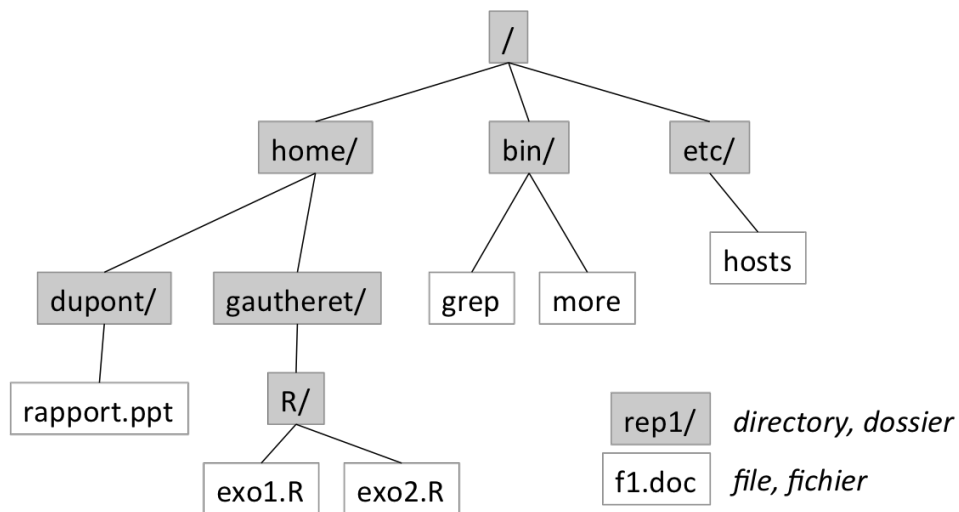 /
home/ bin/ etc/
hosts
dupont/ gautheret/ grep more
rapport.ppt R/
rep1/ directory, dossier
exo1.R exo2.R f1.doc file, fichier